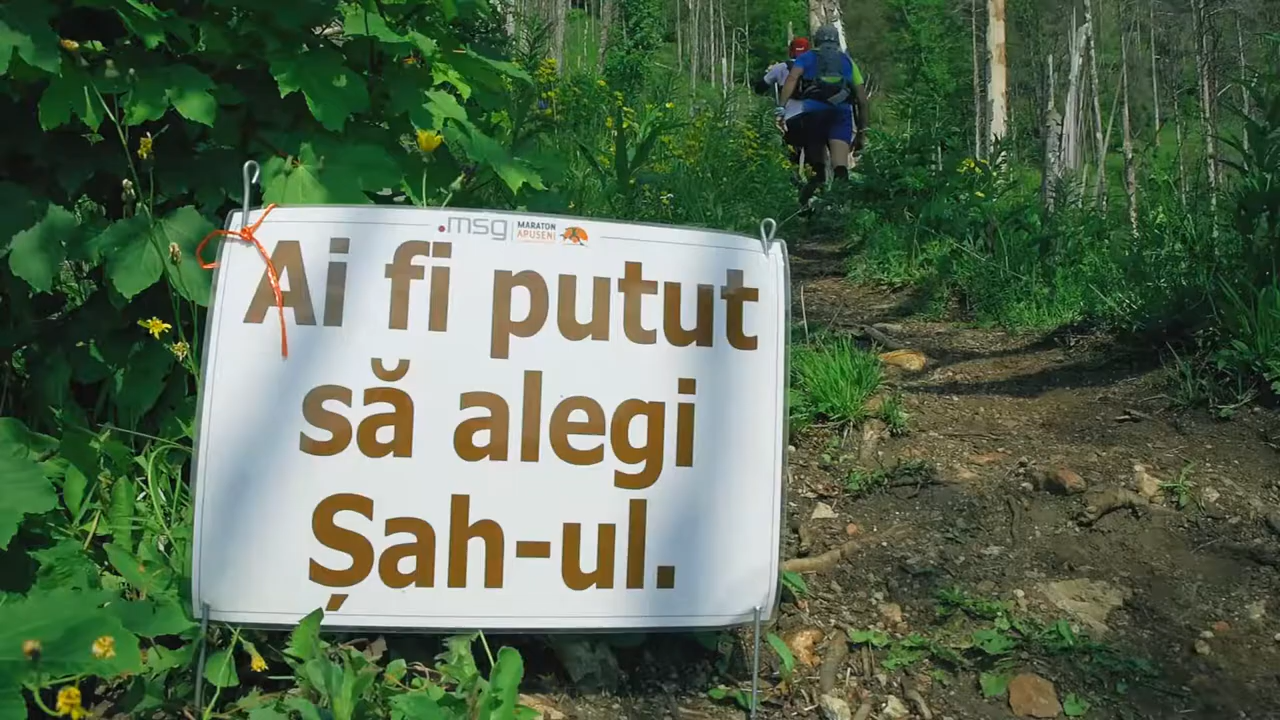 .msg MARATON
APUSENI
Ai fi putut
să alegi
Șah-ul.